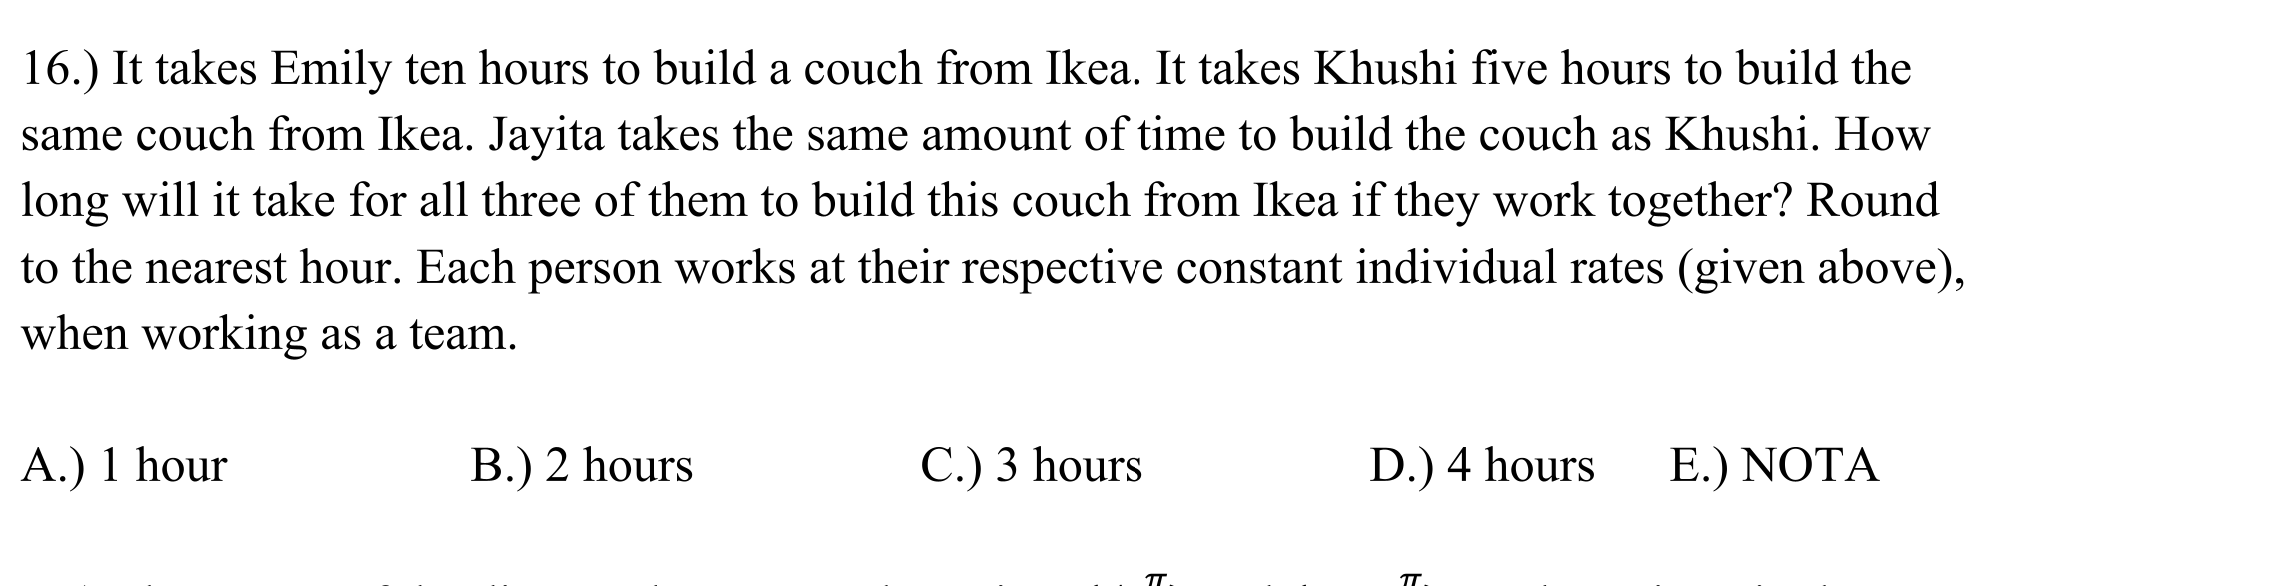 16.) It takes Emily ten hours to build a couch from Ikea. It takes Khushi five hours to build the
same couch from Ikea. Jayita takes the same amount of time to build the couch as Khushi. How
long will it take for all three of them to build this couch from Ikea if they work together? Round
to the nearest hour. Each person works at their respective constant individual rates (given above),
when working as a team.
A.) 1 hour B.) 2 hours C.) 3 hours D.) 4 hours E.) NOTA